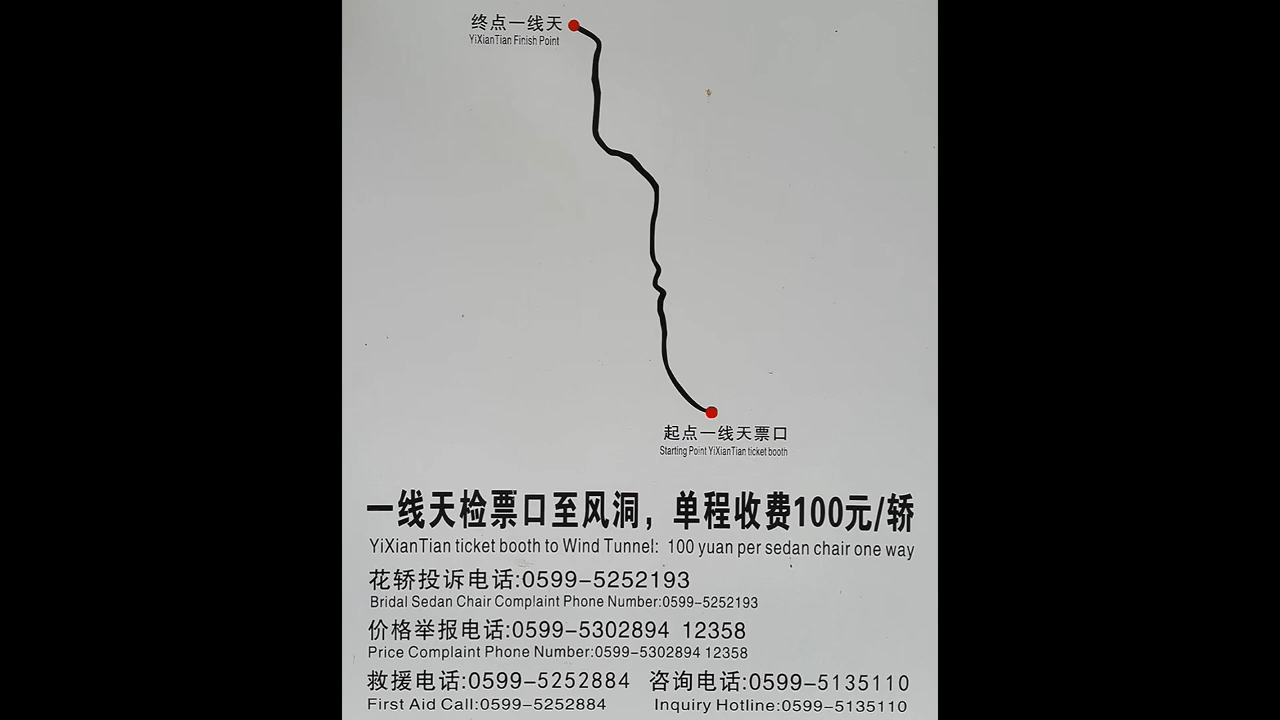 终点一线天
YiXianTian Finish Point
起点一线天票口
Starting Point YiXianTian ticket booth
一线天检票口至风洞，单程收费100元/轿
YiXianTian ticket booth to Wind Tunnel: 100 yuan per sedan chair one way
花轿投诉电话:0599-5252193
Bridal Sedan Chair Complaint Phone Number:0599-5252193
价格举报电话:0599-5302894 12358
Price Complaint Phone Number:0599-5302894 12358
救援电话:0599-5252884 咨询电话:0599-5135110
First Aid Call:0599-5252884 Inquiry Hotline:0599-5135110